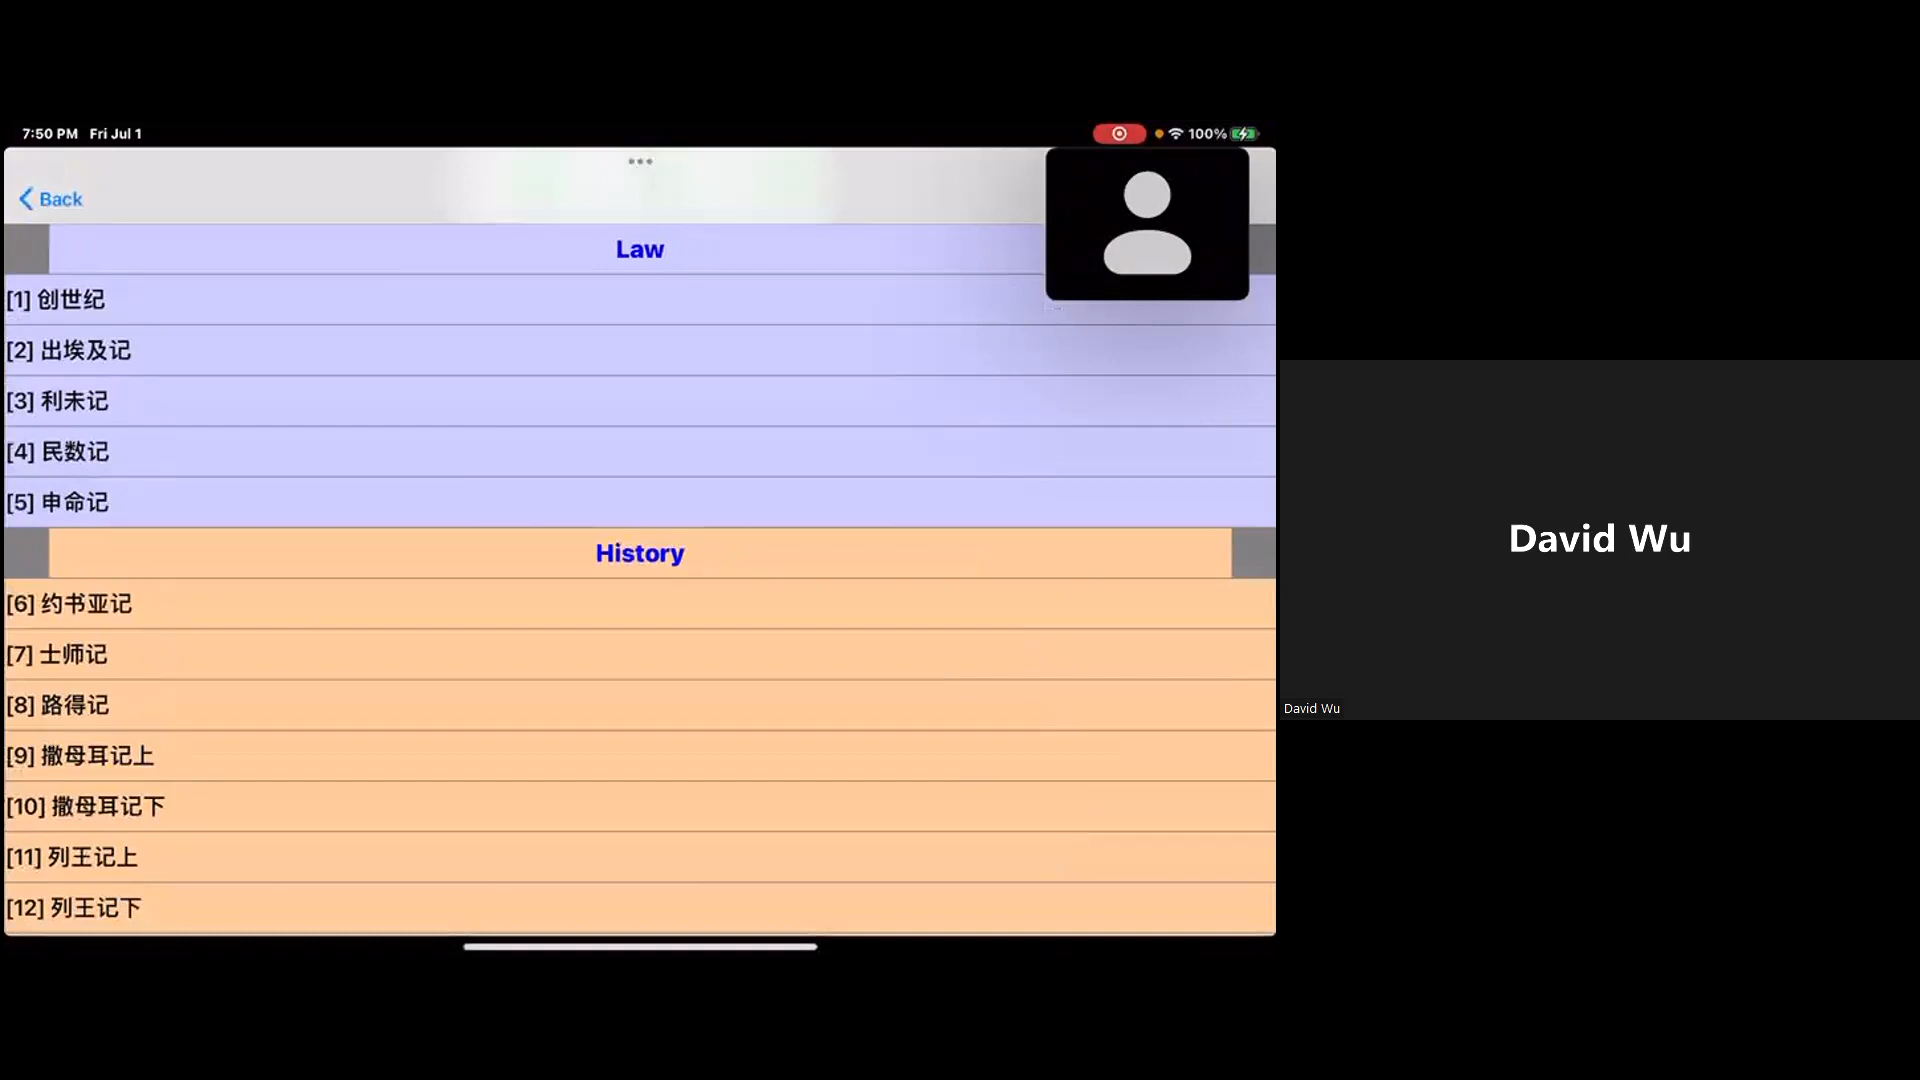 7:50 PM Fri Jul 1
100%
Back
Law
[1] 创世纪
[2] 出埃及记
[3] 利未记
[4] 民数记
[5] 申命记
History
[6] 约书亚记
[7] 士师记
[8] 路得记
[9] 撒母耳记上
[10] 撒母耳记下
[11] 列王记上
[12] 列王记下
David Wu
David Wu